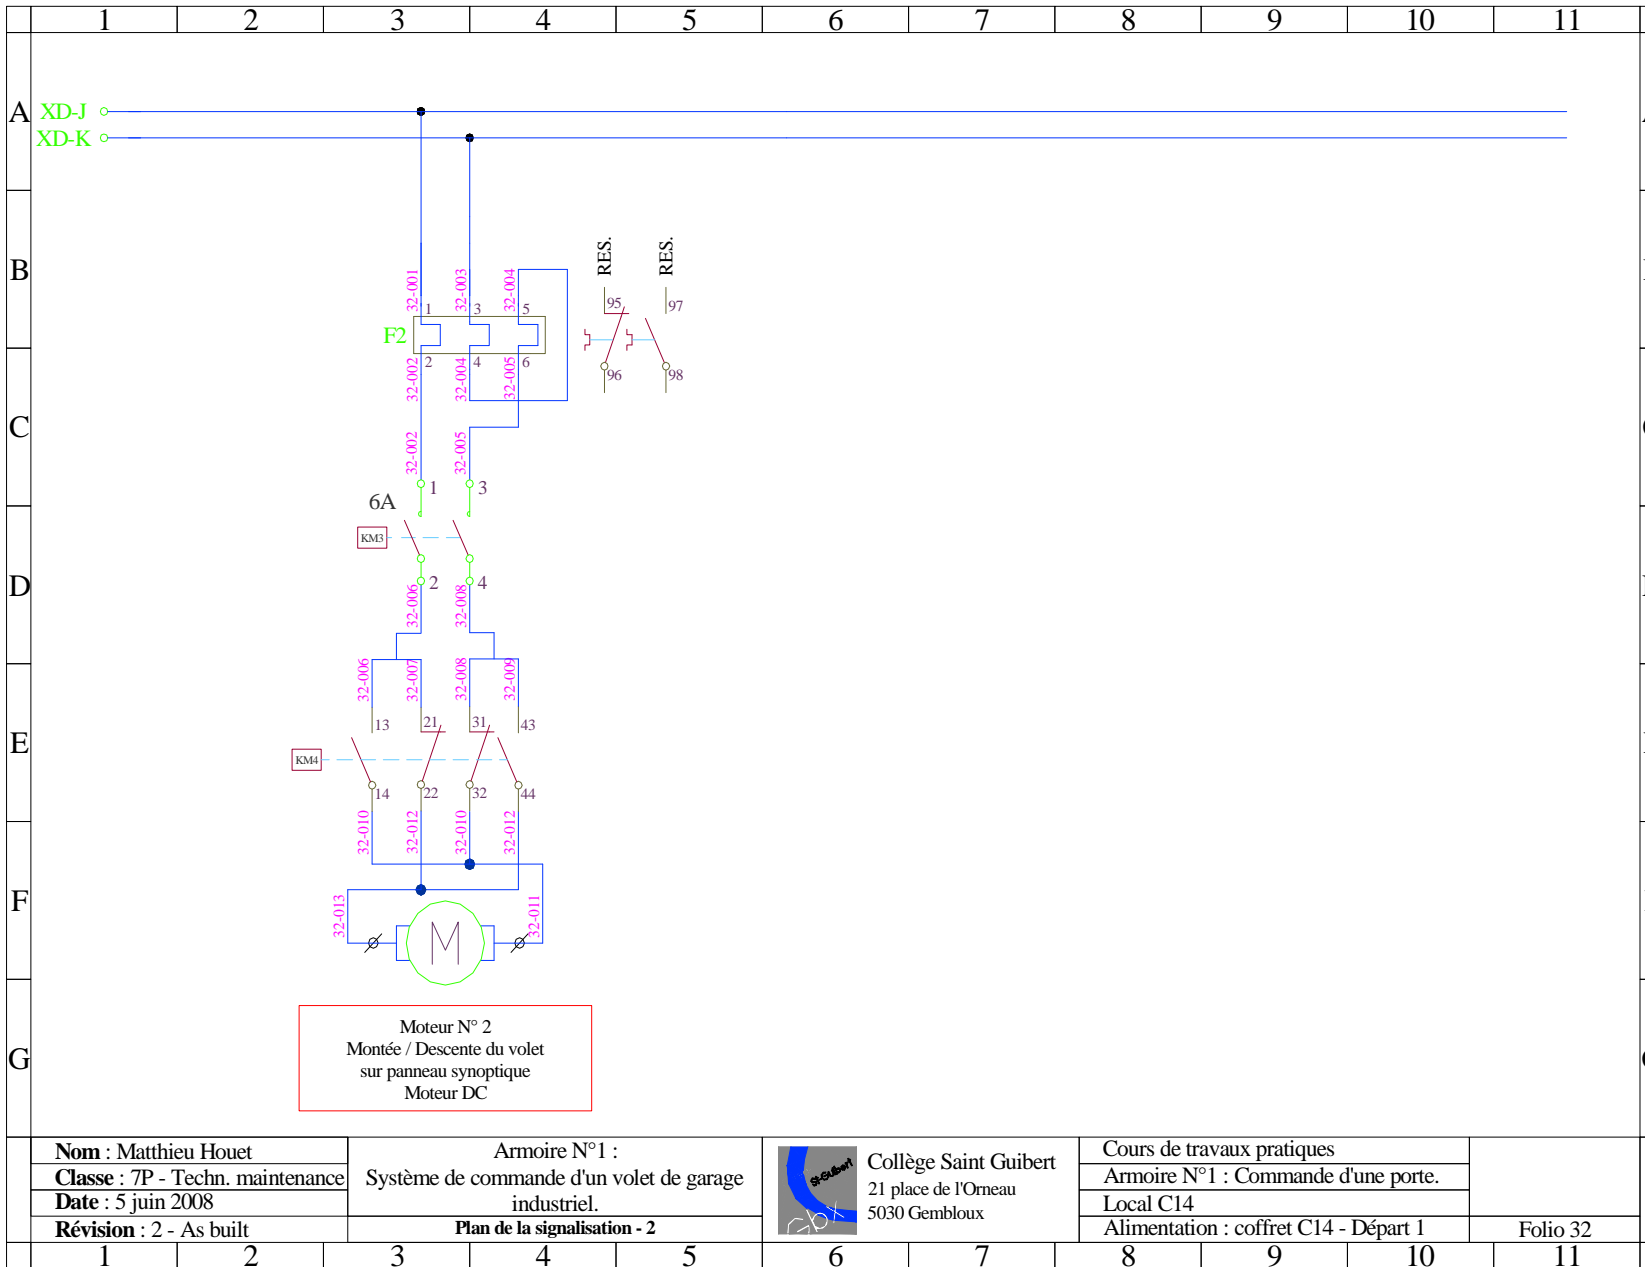 1 2 3 4 5 6 7 8 9 10 11
A XD-J
XD-K
B
32-001 32-003 32-004 RES. RES.
1 3 5 95 97
F2
2 4 6 96 98
32-002 32-004 32-005
C
32-002 32-005
1 3
6A
KM3
D
2 4
32-006 32-008
32-006 32-007 32-008 32-009
13 21 31 43
E
KM4
14 22 32 44
32-010 32-012 32-010 32-012
F
32-013 32-011
M
Moteur N° 2
Montée / Descente du volet
sur panneau synoptique
Moteur DC
G
Nom : Matthieu Houet
Classe : 7P - Techn. maintenance
Date : 5 juin 2008
Révision : 2 - As built
Armoire N°1 :
Système de commande d'un volet de garage
industriel.
Plan de la signalisation - 2
St-Guibert
Collège Saint Guibert
21 place de l'Orneau
5030 Gembloux
Cours de travaux pratiques
Armoire N°1 : Commande d'une porte.
Local C14
Alimentation : coffret C14 - Départ 1
Folio 32
1 2 3 4 5 6 7 8 9 10 11